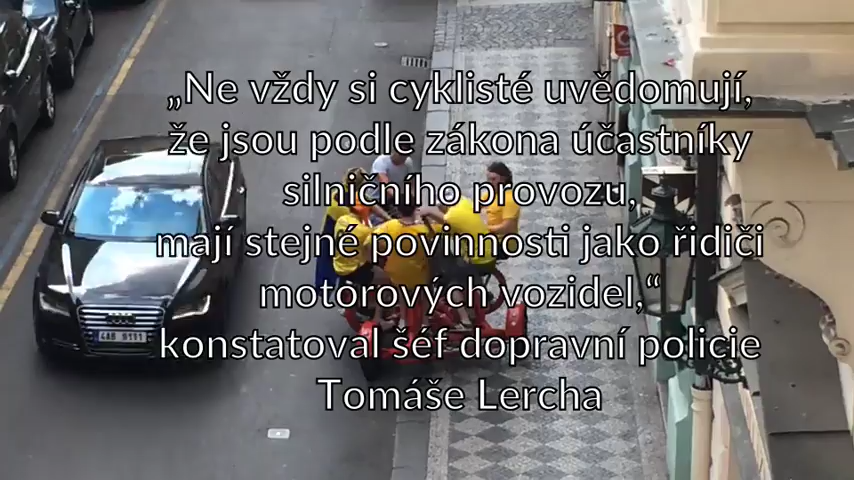 „Ne vždy si cyklisté uvědomují,
že jsou podle zákona účastníky
silničního provozu,
mají stejné povinnosti jako řidiči
motorových vozidel,“
konstatoval šéf dopravní policie
Tomáše Lercha